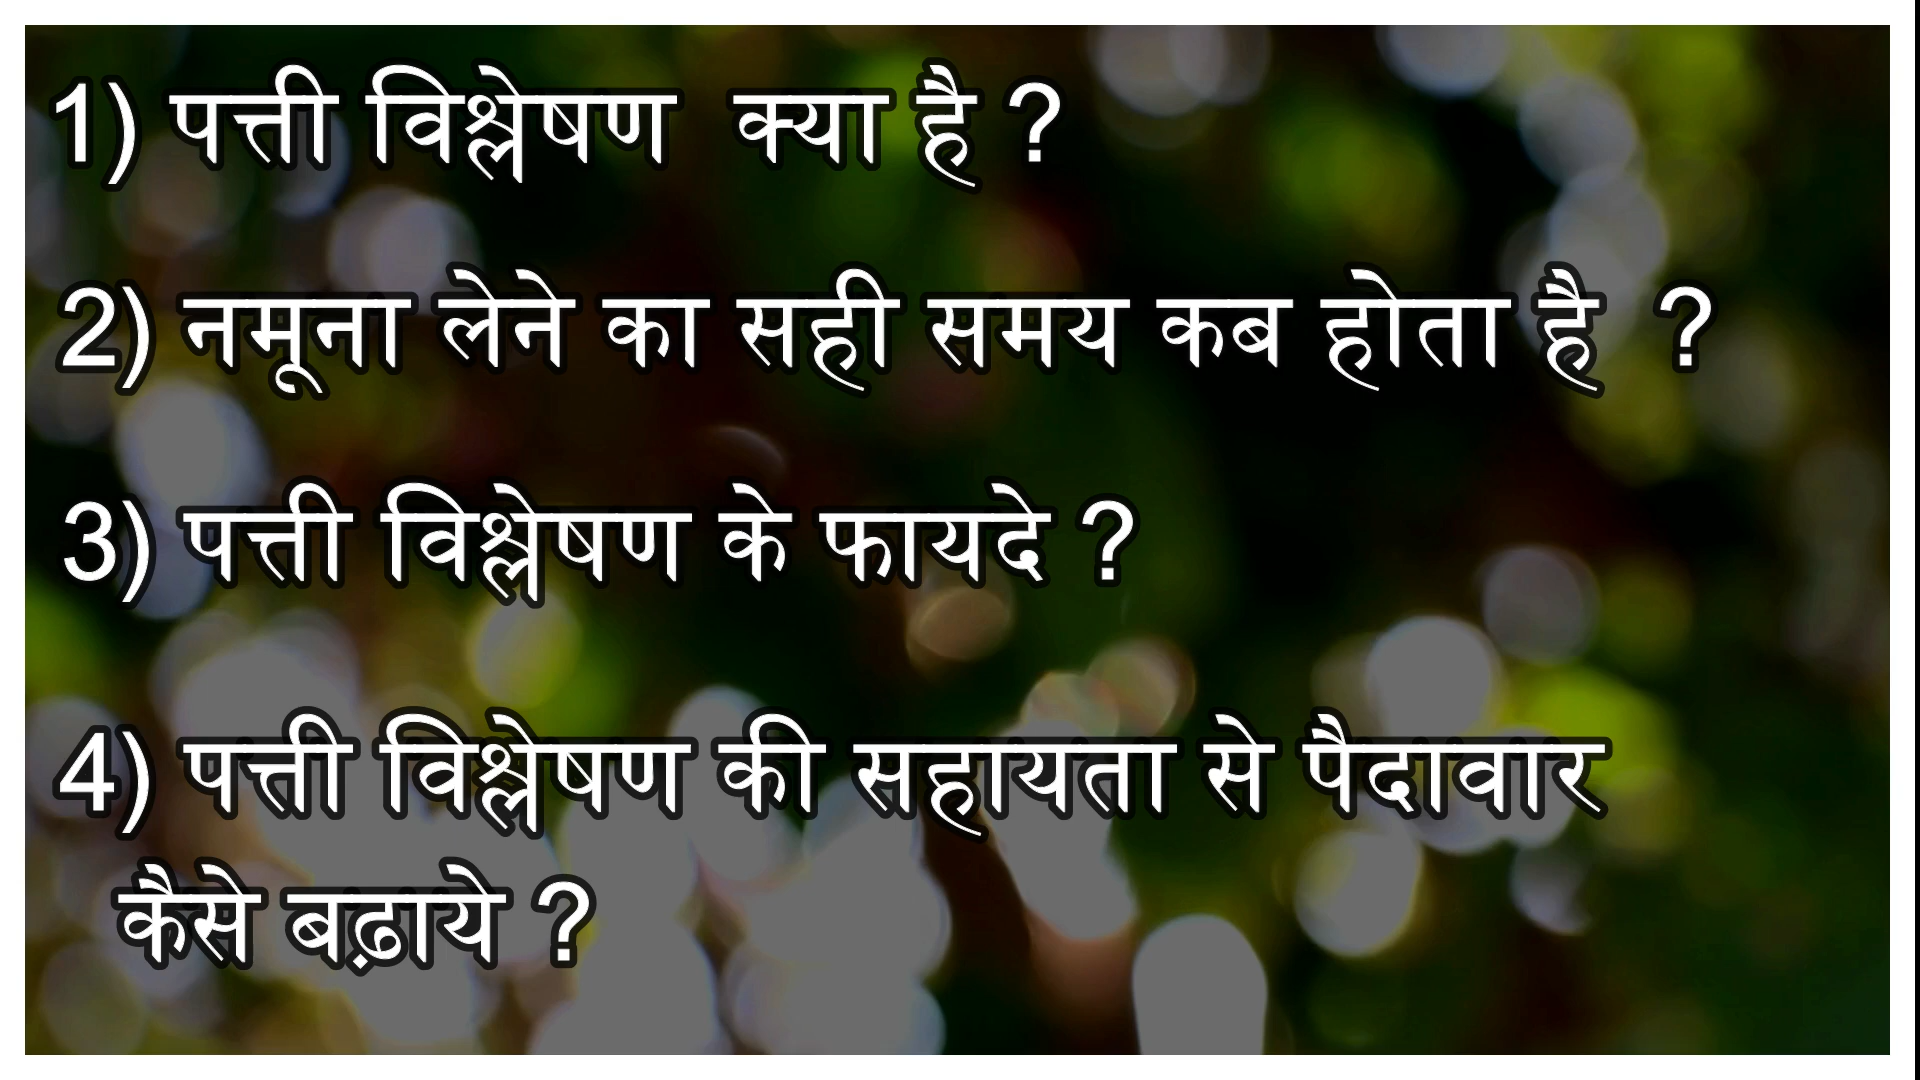 1) पत्ती विश्लेषण क्या है ?
2) नमूना लेने का सही समय कब होता है ?
3) पत्ती विश्लेषण के फायदे ?
4) पत्ती विश्लेषण की सहायता से पैदावार
कैसे बढ़ाये ?